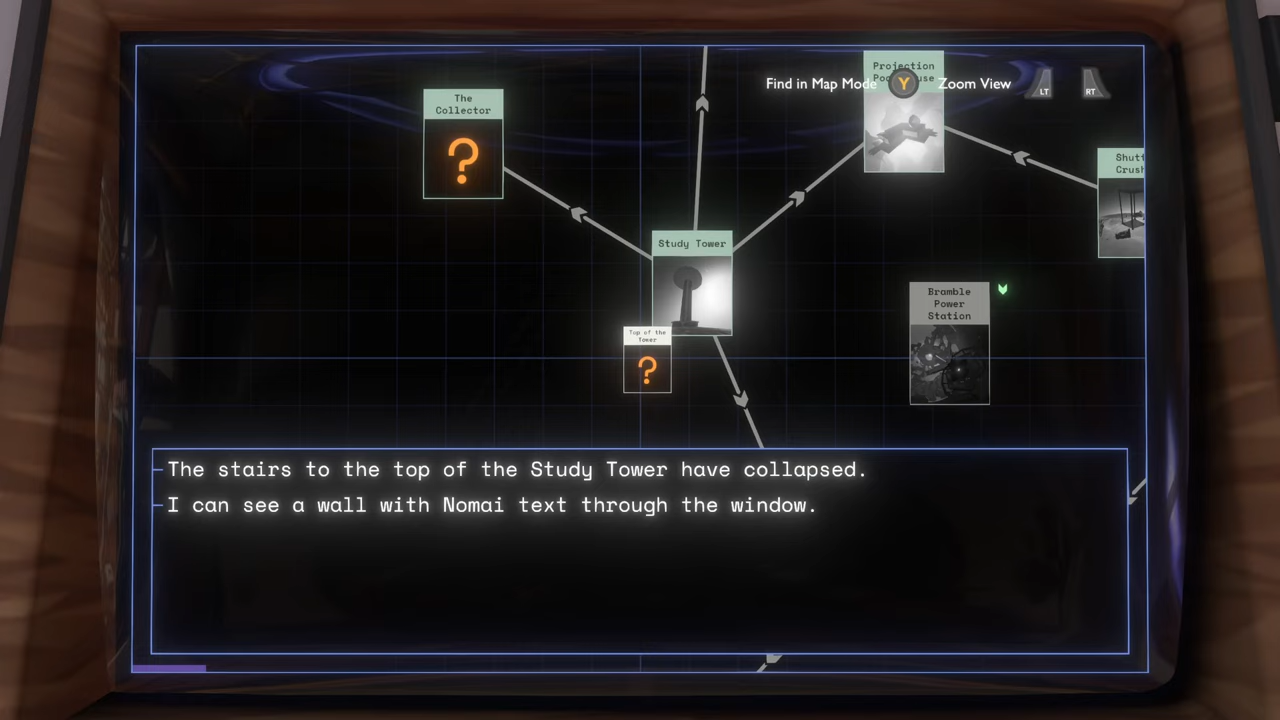 Find in Map Mode
Y
Zoom View
LT
RT
The
Collector
Projection
Study Tower
Top of the
Tower
Bramble
Power
Station
The stairs to the top of the Study Tower have collapsed.
I can see a wall with Nomai text through the window.